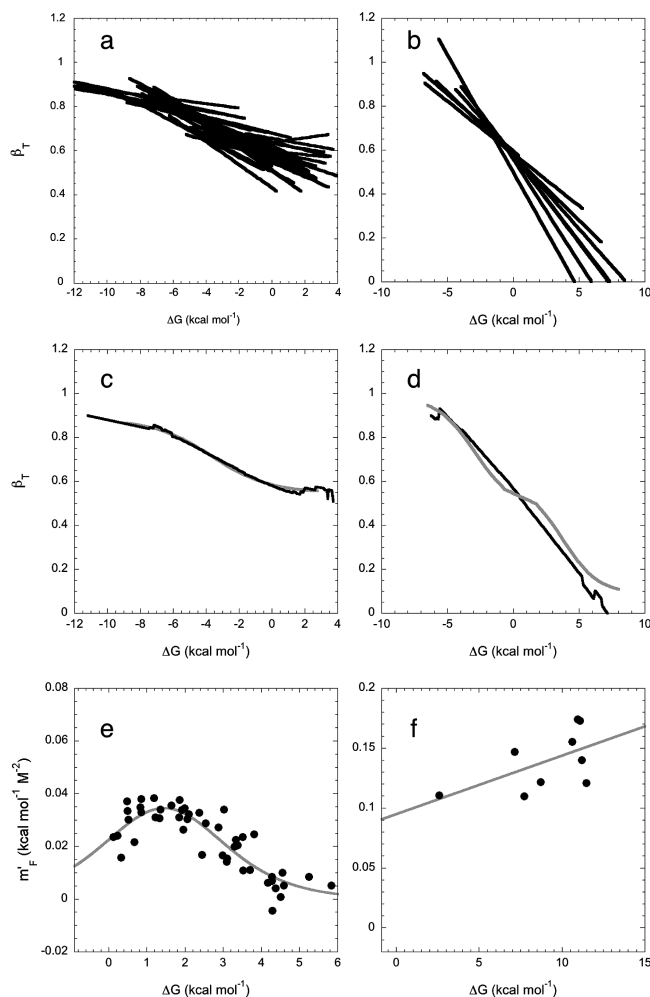 a
1.2
1
0.8
0.6
0.4
0.2
0
β_T
-12 -10 -8 -6 -4 -2 0 2 4
ΔG (kcal mol⁻¹)
b
1.2
1
0.8
0.6
0.4
0.2
0
-10 -5 0 5 10
ΔG (kcal mol⁻¹)
c
1.2
1
0.8
0.6
0.4
0.2
0
β_T
-12 -10 -8 -6 -4 -2 0 2 4
ΔG (kcal mol⁻¹)
d
1.2
1
0.8
0.6
0.4
0.2
0
-10 -5 0 5 10
ΔG (kcal mol⁻¹)
e
0.08
0.06
0.04
0.02
0
-0.02
m'_F (kcal mol⁻¹ M⁻²)
0 1 2 3 4 5 6
ΔG (kcal mol⁻¹)
f
0.2
0.15
0.1
0.05
0
0 5 10 15
ΔG (kcal mol⁻¹)